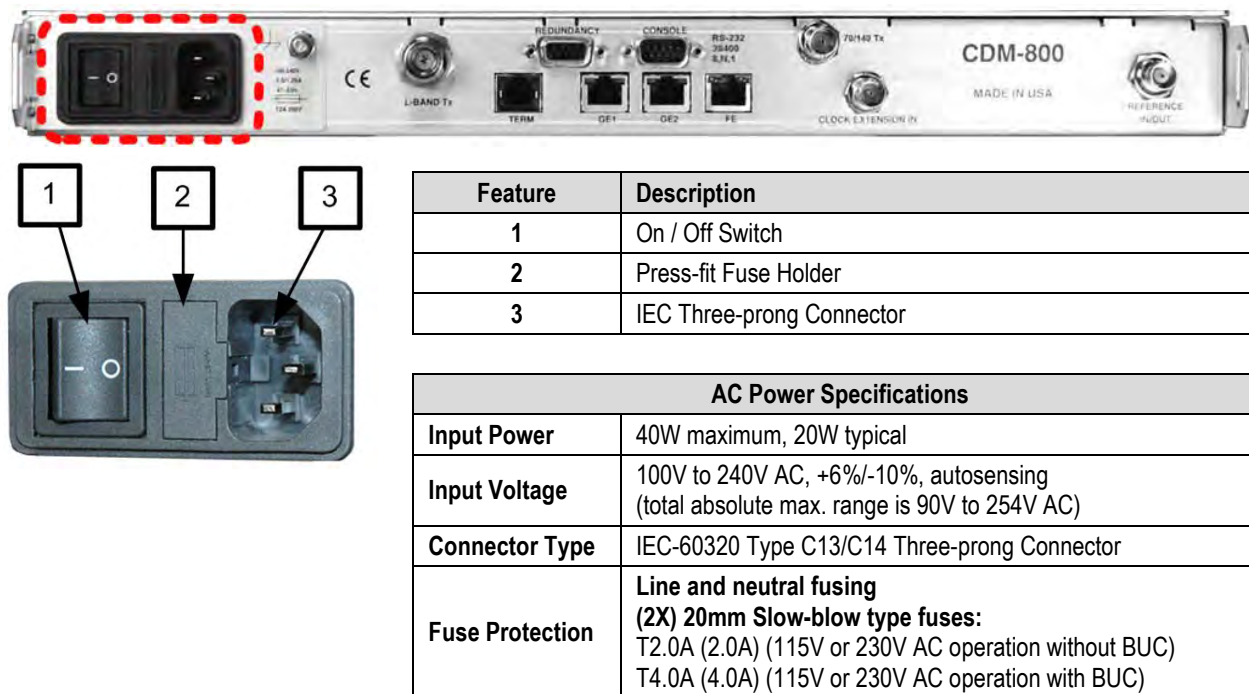 REDUNDANCY
CONSOLE
RS-232
38400
8,N,1
70/140 Tx
CDM-800
MADE IN USA
CE
L-BAND Tx
TERM
GE1
GE2
FE
CLOCK EXTENSION IN
REFERENCE
IN/OUT
I O
1
2
3
I O
Feature Description
1 On / Off Switch
2 Press-fit Fuse Holder
3 IEC Three-prong Connector
AC Power Specifications
Input Power 40W maximum, 20W typical
Input Voltage 100V to 240V AC, +6%/-10%, autosensing
(total absolute max. range is 90V to 254V AC)
Connector Type IEC-60320 Type C13/C14 Three-prong Connector
Fuse Protection Line and neutral fusing
(2X) 20mm Slow-blow type fuses:
T2.0A (2.0A) (115V or 230V AC operation without BUC)
T4.0A (4.0A) (115V or 230V AC operation with BUC)